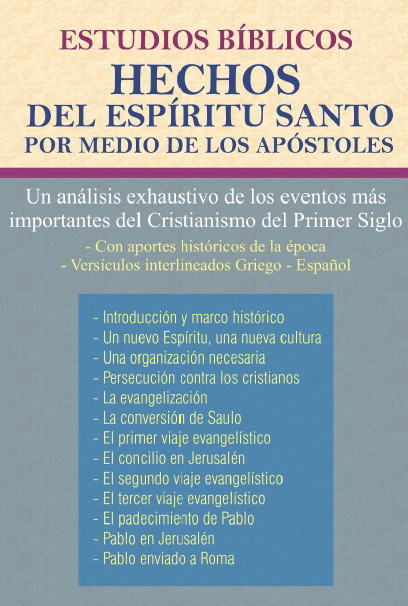 ESTUDIOS BÍBLICOS
HECHOS
DEL ESPÍRITU SANTO
POR MEDIO DE LOS APÓSTOLES
Un análisis exhaustivo de los eventos más
importantes del Cristianismo del Primer Siglo
- Con aportes históricos de la época
- Versículos interlineados Griego - Español
- Introducción y marco histórico
- Un nuevo Espíritu, una nueva cultura
- Una organización necesaria
- Persecución contra los cristianos
- La evangelización
- La conversión de Saulo
- El primer viaje evangelístico
- El concilio en Jerusalén
- El segundo viaje evangelístico
- El tercer viaje evangelístico
- El padecimiento de Pablo
- Pablo en Jerusalén
- Pablo enviado a Roma